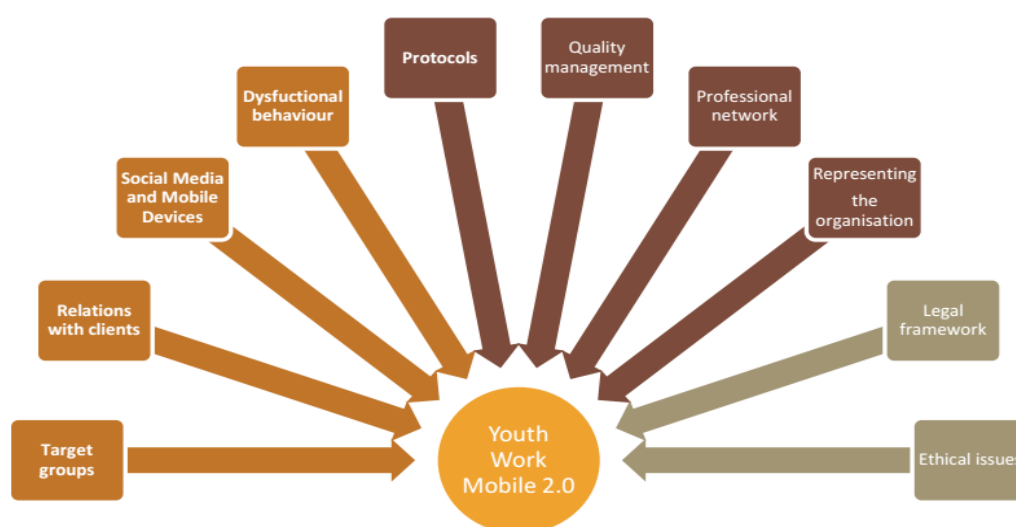 Target
groups
Relations
with clients
Social Media
and Mobile
Devices
Dysfuctional
behaviour
Protocols
Quality
management
Professional
network
Representing
the
organisation
Legal
framework
Ethical issues
Youth
Work
Mobile 2.0